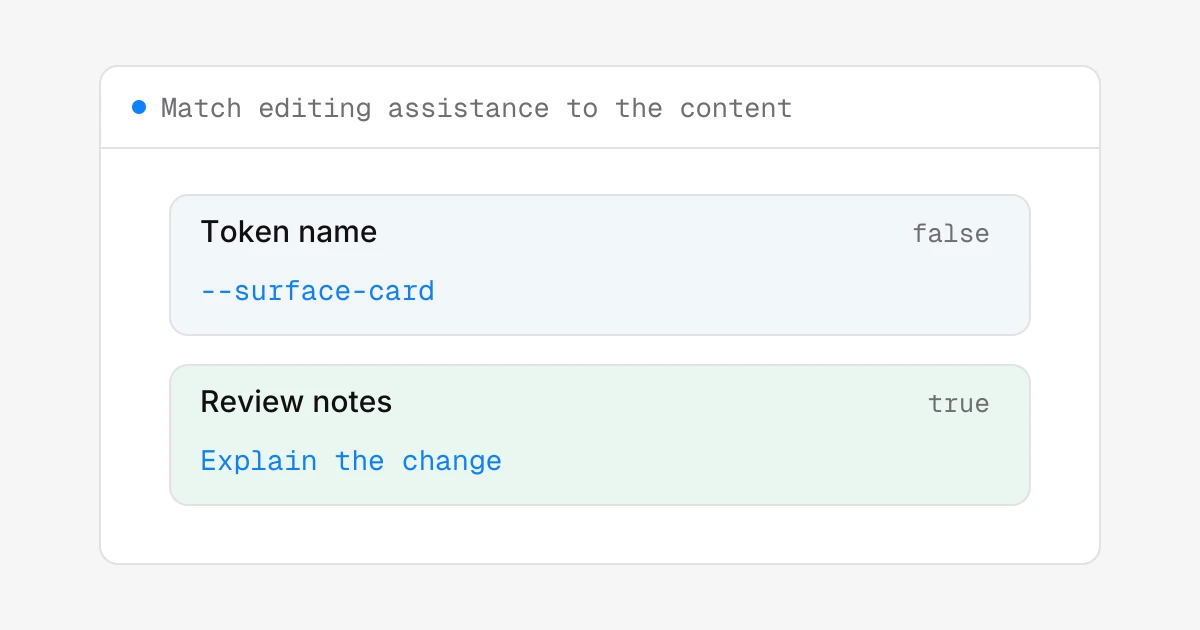 Match editing assistance to the content
Token name
false
--surface-card
Review notes
true
Explain the change